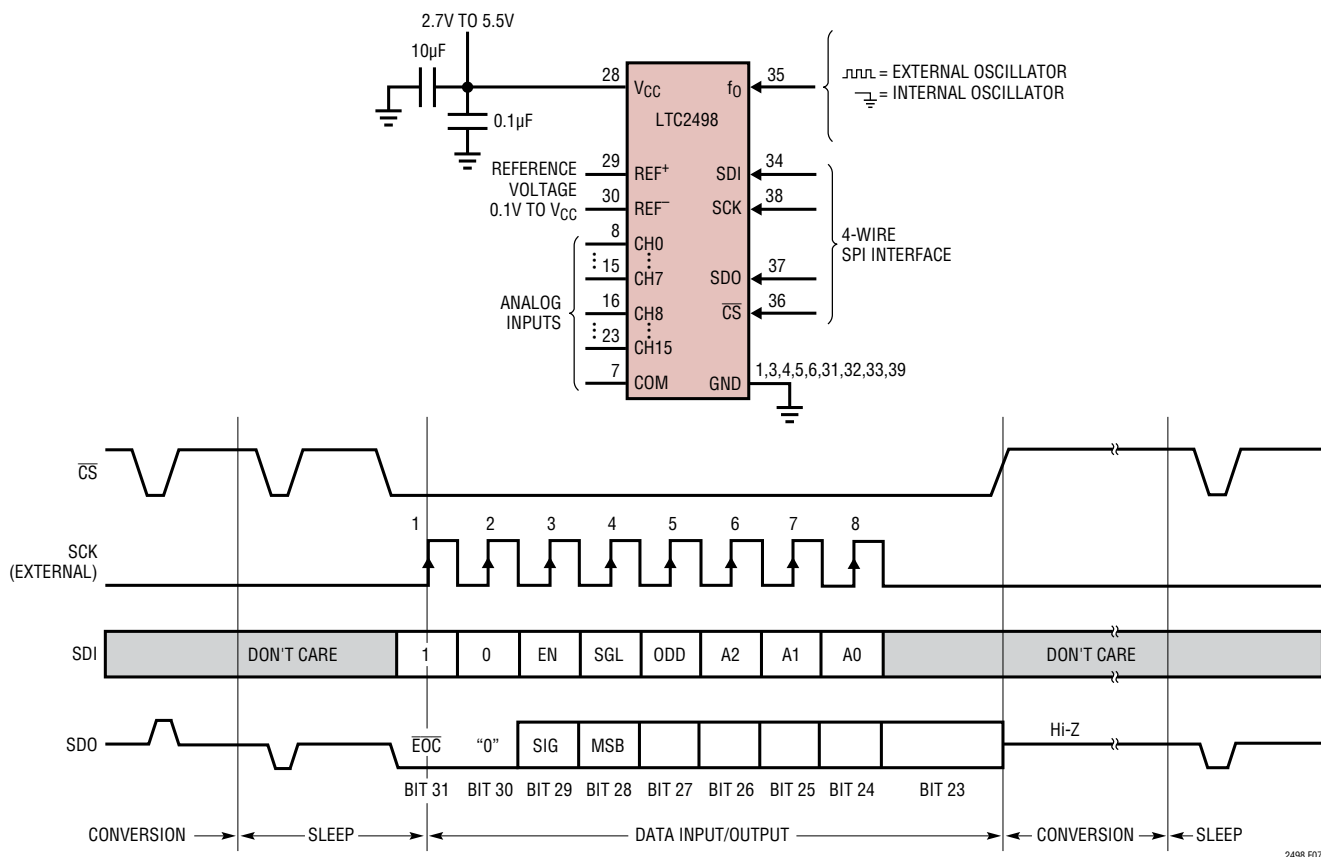 2.7V TO 5.5V
10µF
0.1µF
28
VCC
fO
35
= EXTERNAL OSCILLATOR
= INTERNAL OSCILLATOR
LTC2498
REFERENCE
VOLTAGE
0.1V TO VCC
29
REF+
30
REF–
SDI
34
SCK
38
4-WIRE
SPI INTERFACE
SDO
37
CS
36
ANALOG
INPUTS
8
CH0
15
CH7
16
CH8
23
CH15
7
COM
GND
1,3,4,5,6,31,32,33,39
CS
SCK
(EXTERNAL)
1 2 3 4 5 6 7 8
SDI
DON'T CARE 1 0 EN SGL ODD A2 A1 A0 DON'T CARE
SDO
EOC "0" SIG MSB Hi-Z
BIT 31 BIT 30 BIT 29 BIT 28 BIT 27 BIT 26 BIT 25 BIT 24 BIT 23
CONVERSION SLEEP DATA INPUT/OUTPUT CONVERSION SLEEP
2498 F07